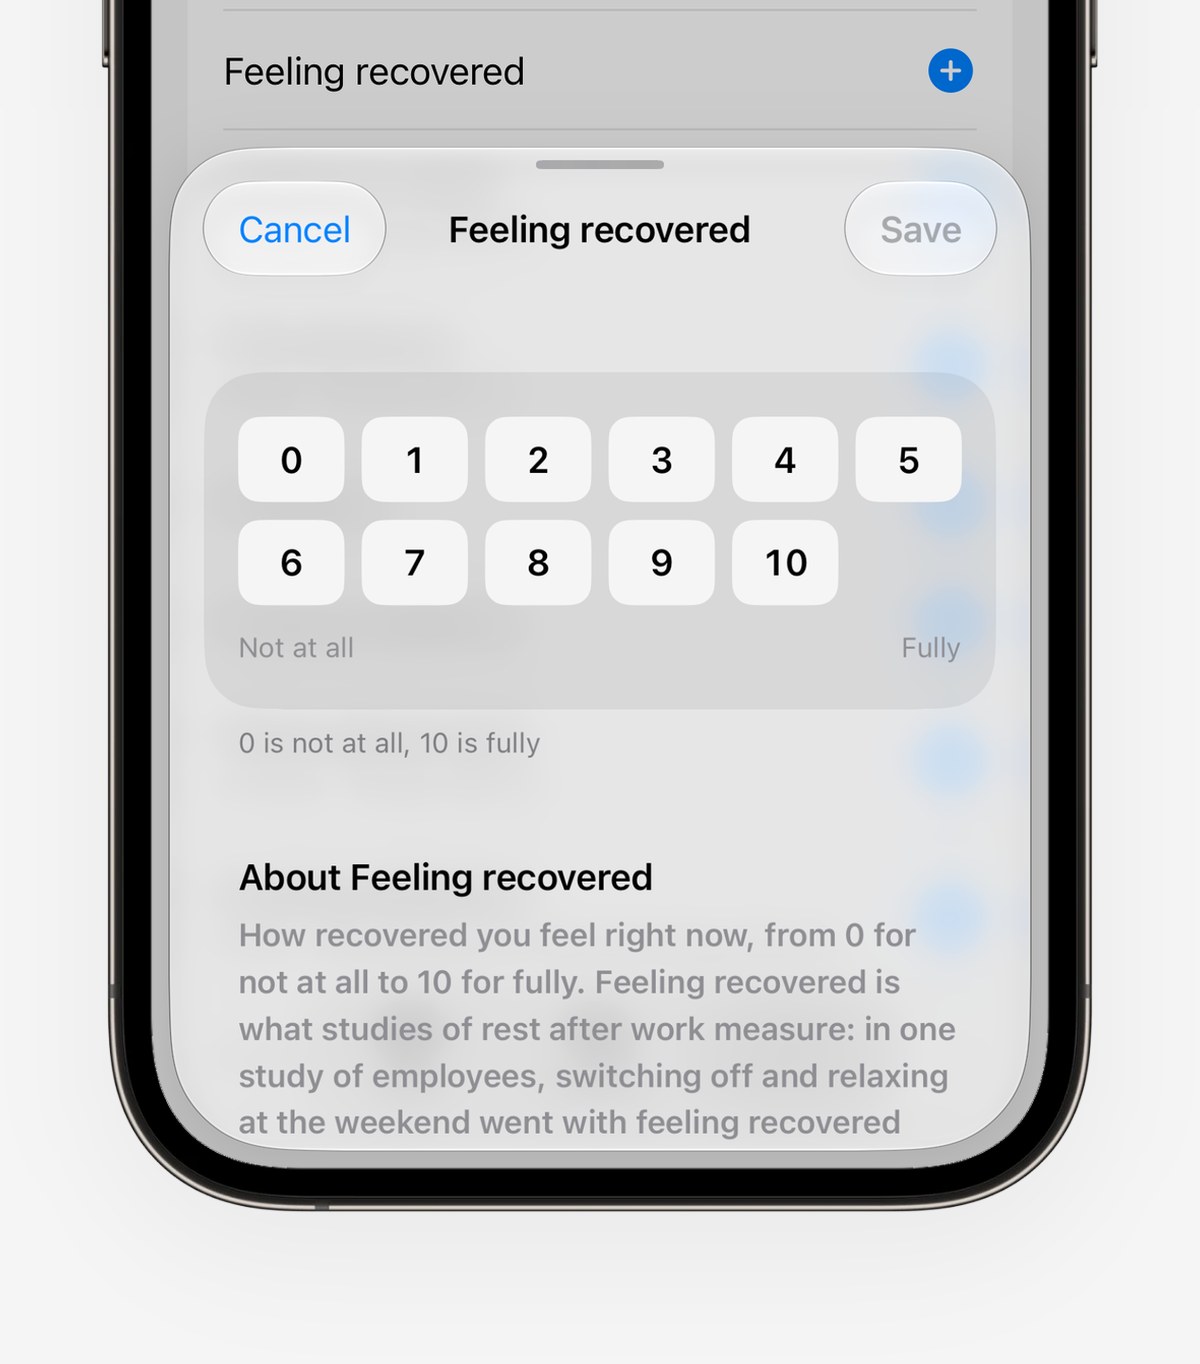 Feeling recovered
Cancel
Feeling recovered
Save
0 1 2 3 4 5
6 7 8 9 10
Not at all
Fully
0 is not at all, 10 is fully
About Feeling recovered
How recovered you feel right now, from 0 for
not at all to 10 for fully. Feeling recovered is
what studies of rest after work measure: in one
study of employees, switching off and relaxing
at the weekend went with feeling recovered